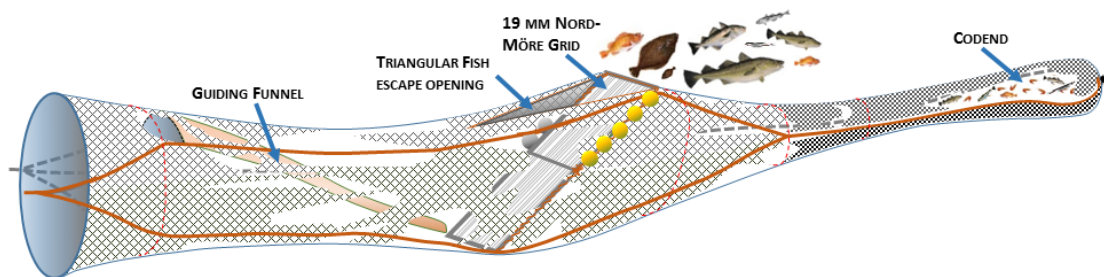 19 MM NORD-
MÖRE GRID
TRIANGULAR FISH
ESCAPE OPENING
GUIDING FUNNEL
CODEND